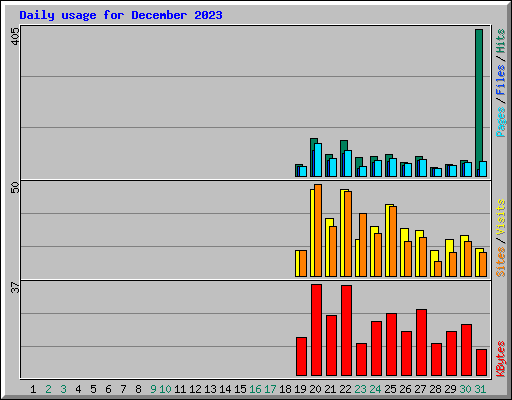 Daily usage for December 2023
405
Pages/Files/Hits
50
Sites/Visits
37
KBytes
1 2 3 4 5 6 7 8 9 10 11 12 13 14 15 16 17 18 19 20 21 22 23 24 25 26 27 28 29 30 31